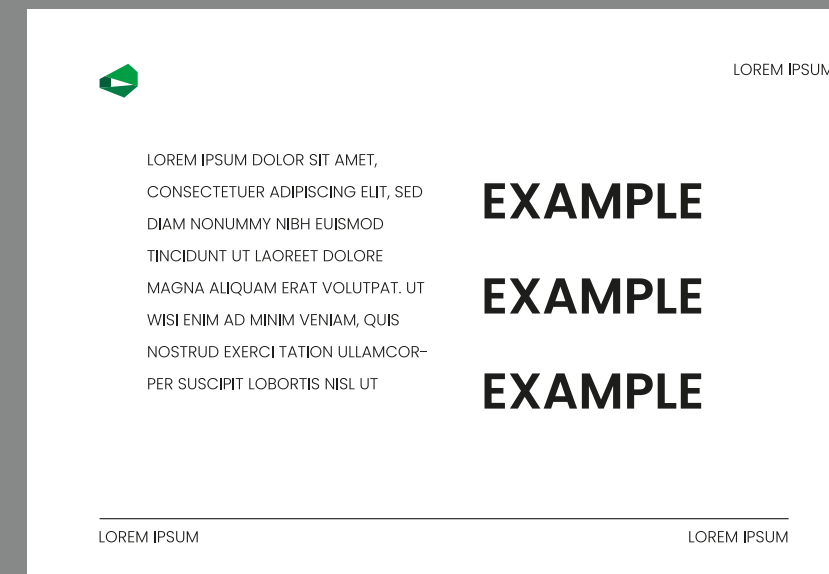 LOREM IPSUM
LOREM IPSUM DOLOR SIT AMET,
CONSECTETUER ADIPISCING ELIT, SED
DIAM NONUMMY NIBH EUISMOD
TINCIDUNT UT LAOREET DOLORE
MAGNA ALIQUAM ERAT VOLUTPAT. UT
WISI ENIM AD MINIM VENIAM, QUIS
NOSTRUD EXERCI TATION ULLAMCOR-
PER SUSCIPIT LOBORTIS NISL UT
EXAMPLE
EXAMPLE
EXAMPLE
LOREM IPSUM
LOREM IPSUM